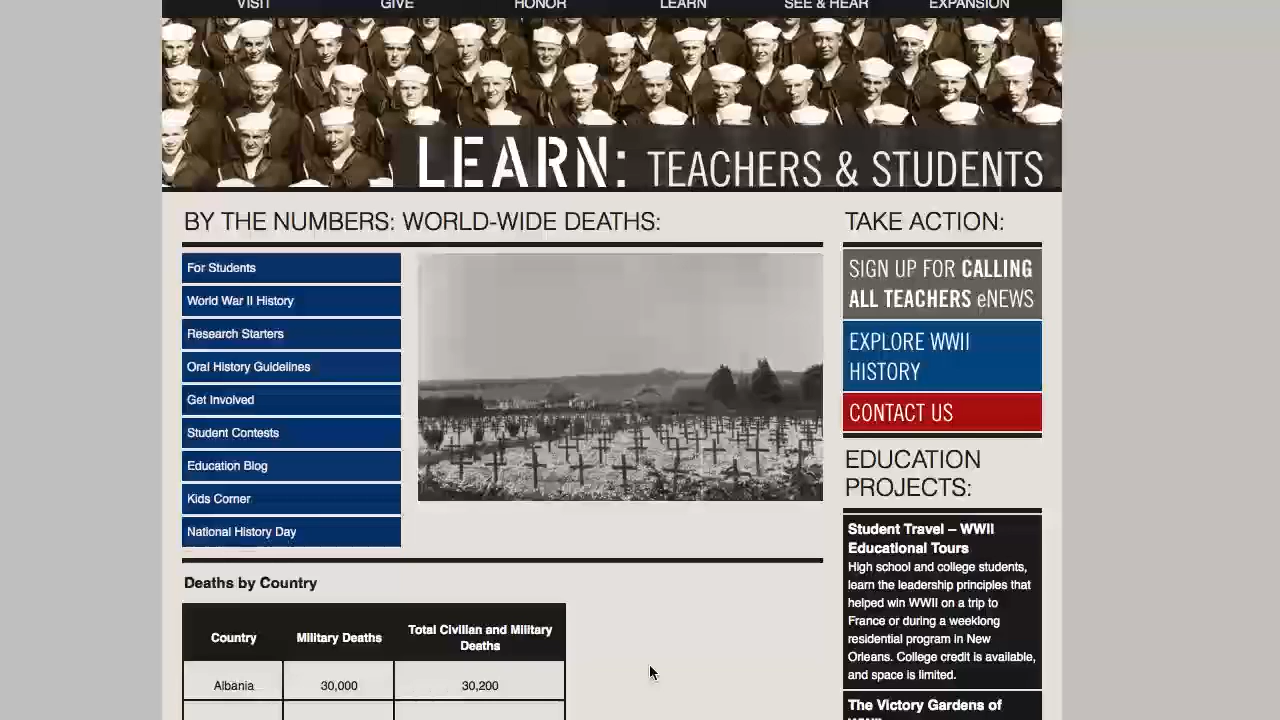 VISIT GIVE HONOR LEARN SEE & HEAR EXPANSION
LEARN: TEACHERS & STUDENTS
BY THE NUMBERS: WORLD-WIDE DEATHS:
For Students
World War II History
Research Starters
Oral History Guidelines
Get Involved
Student Contests
Education Blog
Kids Corner
National History Day
Deaths by Country
Country Military Deaths Total Civilian and Military
Deaths
Albania 30,000 30,200
TAKE ACTION:
SIGN UP FOR CALLING
ALL TEACHERS eNEWS
EXPLORE WWII
HISTORY
CONTACT US
EDUCATION
PROJECTS:
Student Travel – WWII
Educational Tours
High school and college students,
learn the leadership principles that
helped win WWII on a trip to
France or during a weeklong
residential program in New
Orleans. College credit is available,
and space is limited.
The Victory Gardens of